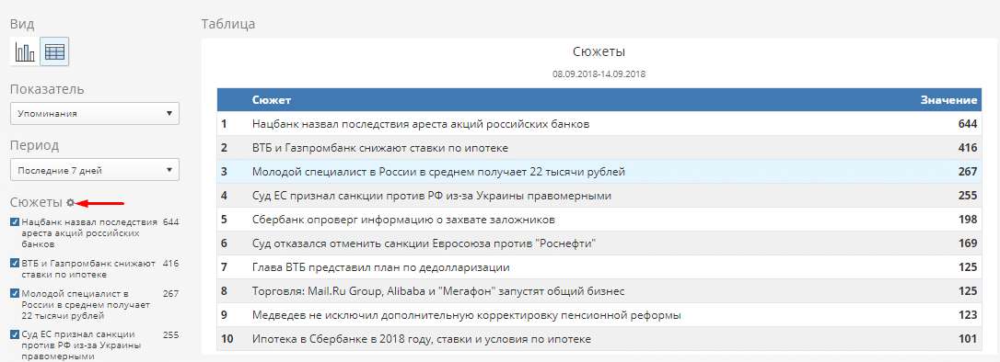 Вид
Показатель
Упоминания
Период
Последние 7 дней
Сюжеты
Нацбанк назвал последствия 644
ареста акций российских
банков
ВТБ и Газпромбанк снижают 416
ставки по ипотеке
Молодой специалист в 267
России в среднем получает
22 тысячи рублей
Суд ЕС признал санкции 255
против РФ из-за Украины
правомерными
Таблица
Сюжеты
08.09.2018-14.09.2018
Сюжет Значение
1 Нацбанк назвал последствия ареста акций российских банков 644
2 ВТБ и Газпромбанк снижают ставки по ипотеке 416
3 Молодой специалист в России в среднем получает 22 тысячи рублей 267
4 Суд ЕС признал санкции против РФ из-за Украины правомерными 255
5 Сбербанк опроверг информацию о захвате заложников 198
6 Суд отказался отменить санкции Евросоюза против "Роснефти" 169
7 Глава ВТБ представил план по дедолларизации 125
8 Торговля: Mail.Ru Group, Alibaba и "Мегафон" запустят общий бизнес 125
9 Медведев не исключил дополнительную корректировку пенсионной реформы 123
10 Ипотека в Сбербанке в 2018 году, ставки и условия по ипотеке 101